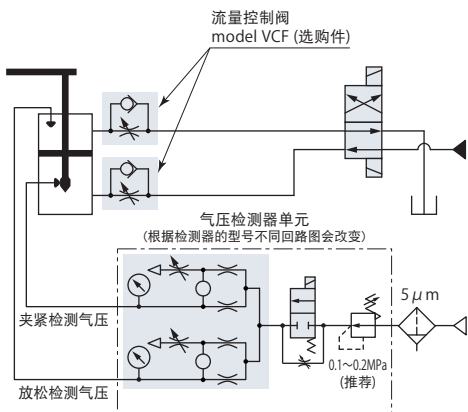 流量控制阀
model VCF (选购件)
气压检测器单元
(根据检测器的型号不同回路图会改变)
5μm
夹紧检测气压
0.1～0.2MPa
(推荐)
放松检测气压